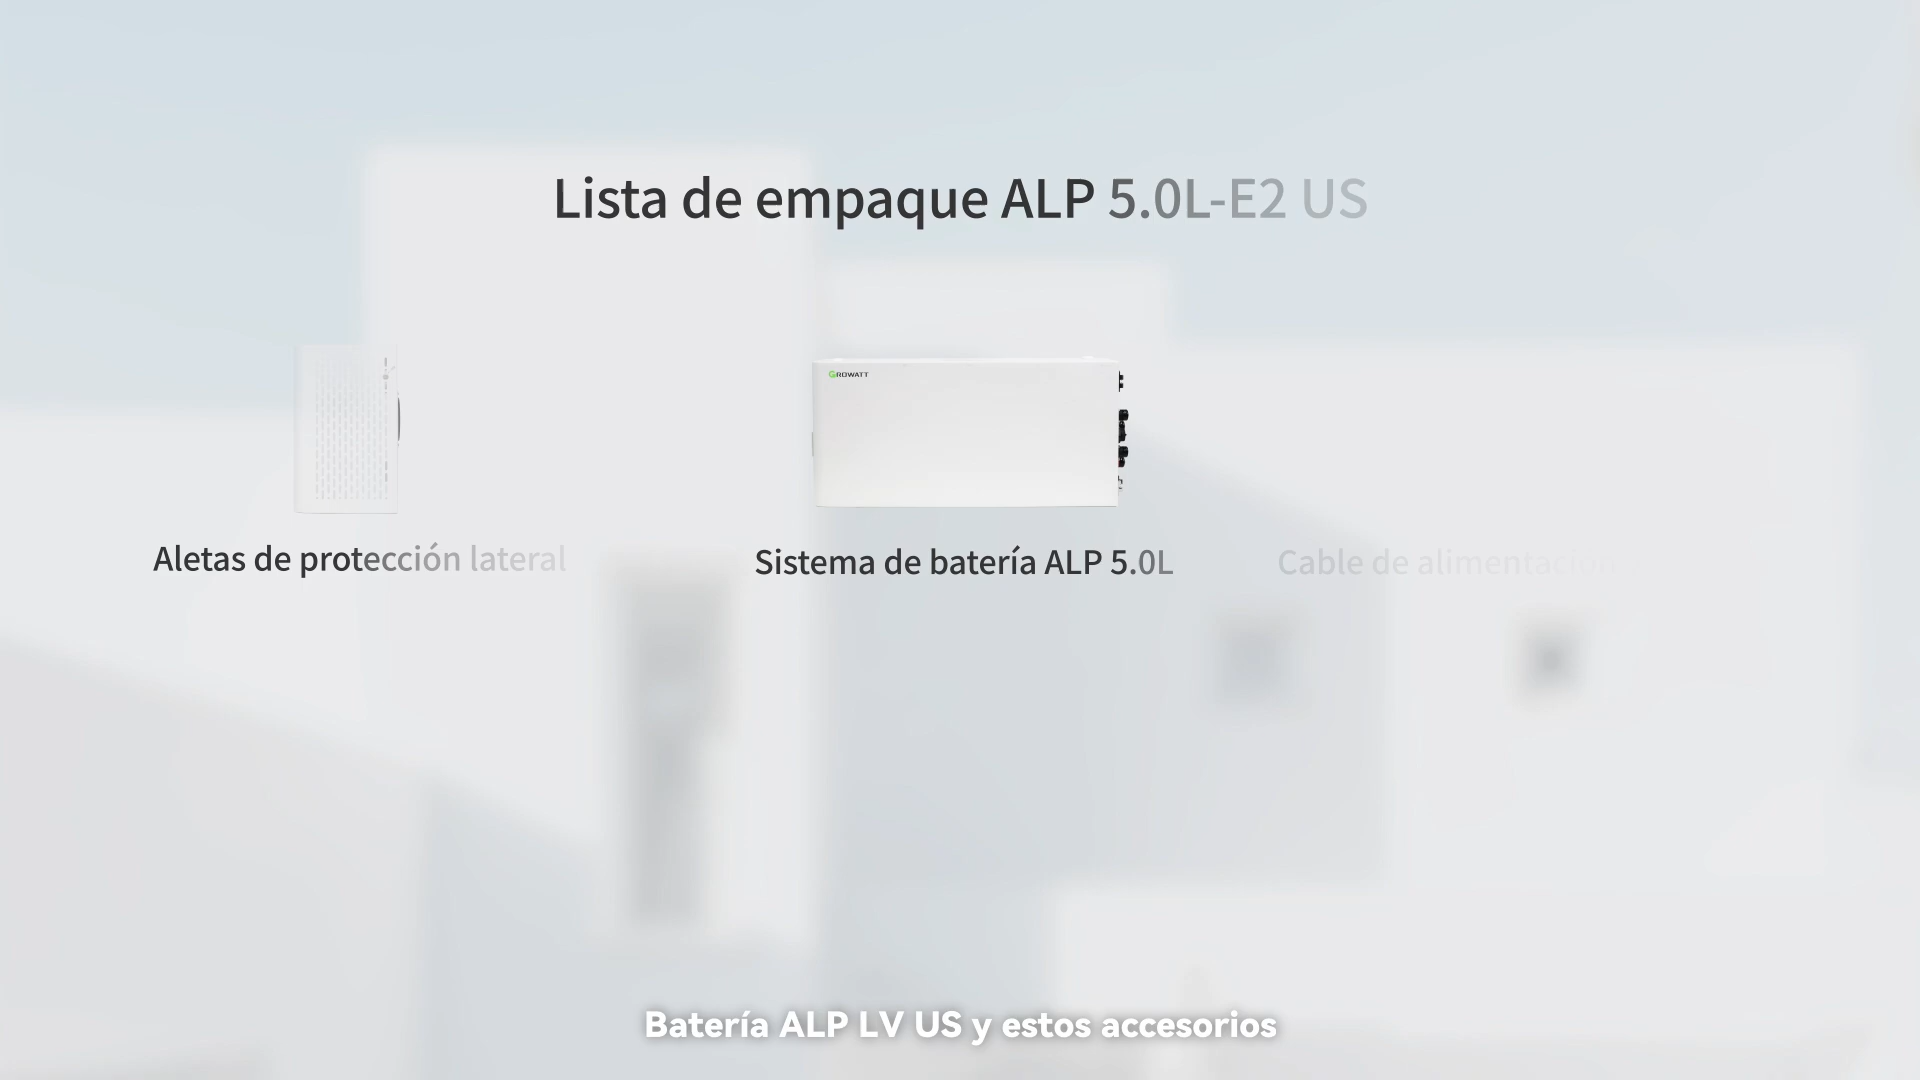 Lista de empaque ALP 5.0L-E2 US
GROWATT
Aletas de protección lateral
Sistema de batería ALP 5.0L
Cable de alimentación
Batería ALP LV US y estos accesorios